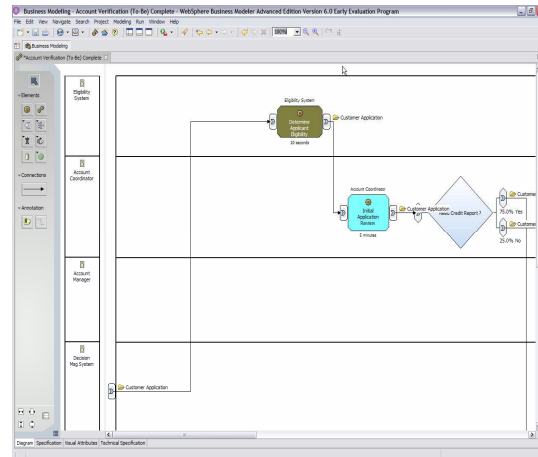 Business Modeling - Account Verification (To-Be) Complete - WebSphere Business Modeler Advanced Edition Version 6.0 Early Evaluation Program
File Edit View Navigate Search Project Modeling Run Window Help
100%
Business Modeling
*Account Verification (To-Be) Complete
Elements
Connections
Annotation
Eligibility
System
Eligibility System
Determine
Applicant
Eligibility
10 seconds
Customer Application
Account
Coordinator
Account Coordinator
Initial
Application
Review
5 minutes
Customer Application
Credit Report ?
Customer
75.0% Yes
Customer
25.0% No
Account
Manager
Decision
Msg System
Customer Application
Diagram Specification Visual Attributes Technical Specification